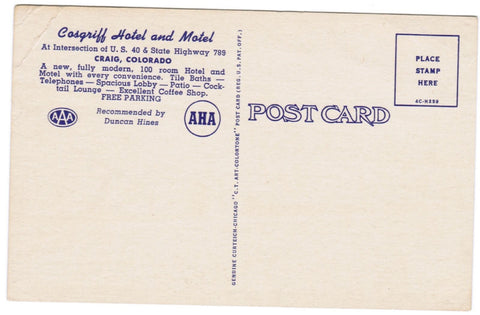 Cosgriff Hotel and Motel
At Intersection of U. S. 40 & State Highway 789
CRAIG, COLORADO
A new, fully modern, 100 room Hotel and
Motel with every convenience. Tile Baths —
Telephones — Spacious Lobby — Patio — Cock-
tail Lounge — Excellent Coffee Shop.
FREE PARKING
AAA
Recommended by
Duncan Hines
AHA
GENUINE CURTEICH-CHICAGO "C. T. ART-COLORTONE" POST CARD (REG. U. S. PAT. OFF.)
POST CARD
PLACE
STAMP
HERE
4C-H259